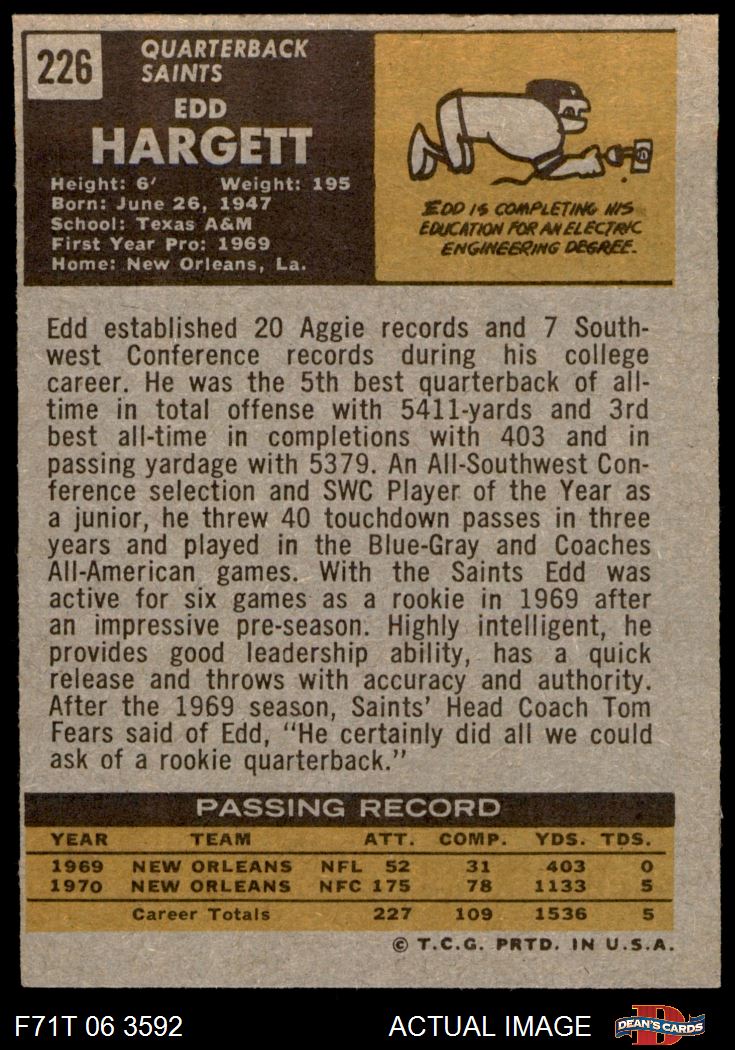 226
QUARTERBACK
SAINTS
EDD
HARGETT
Height: 6' Weight: 195
Born: June 26, 1947
School: Texas A&M
First Year Pro: 1969
Home: New Orleans, La.
EDD IS COMPLETING HIS
EDUCATION FOR AN ELECTRIC
ENGINEERING DEGREE.
Edd established 20 Aggie records and 7 South-
west Conference records during his college
career. He was the 5th best quarterback of all-
time in total offense with 5411-yards and 3rd
best all-time in completions with 403 and in
passing yardage with 5379. An All-Southwest Con-
ference selection and SWC Player of the Year as
a junior, he threw 40 touchdown passes in three
years and played in the Blue-Gray and Coaches
All-American games. With the Saints Edd was
active for six games as a rookie in 1969 after
an impressive pre-season. Highly intelligent, he
provides good leadership ability, has a quick
release and throws with accuracy and authority.
After the 1969 season, Saints' Head Coach Tom
Fears said of Edd, "He certainly did all we could
ask of a rookie quarterback."
PASSING RECORD
YEAR TEAM ATT. COMP. YDS. TDS.
1969 NEW ORLEANS NFL 52 31 403 0
1970 NEW ORLEANS NFC 175 78 1133 5
Career Totals 227 109 1536 5
© T.C.G. PRTD. IN U.S.A.
F71T 06 3592 ACTUAL IMAGE D DEAN'S CARDS